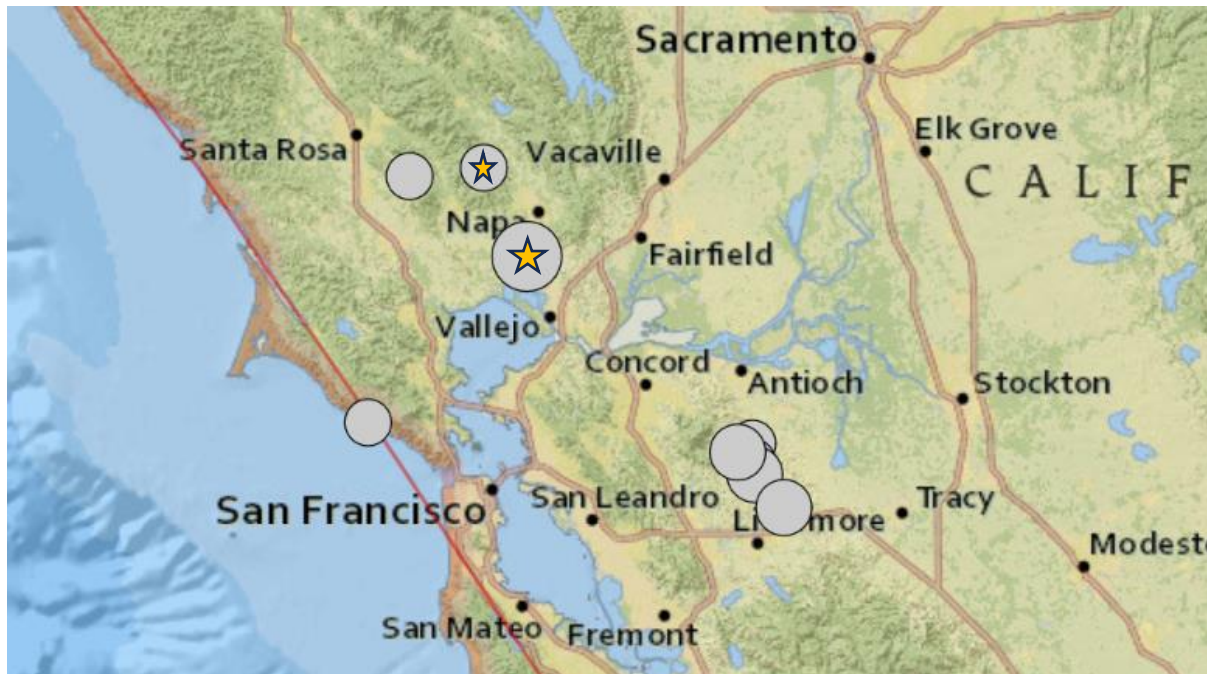 Sacramento
Elk Grove
Santa Rosa
Vacaville
CALIF
Napa
Fairfield
Vallejo
Concord
Antioch
Stockton
San Francisco
San Leandro
Tracy
Modest
San Mateo
Fremont